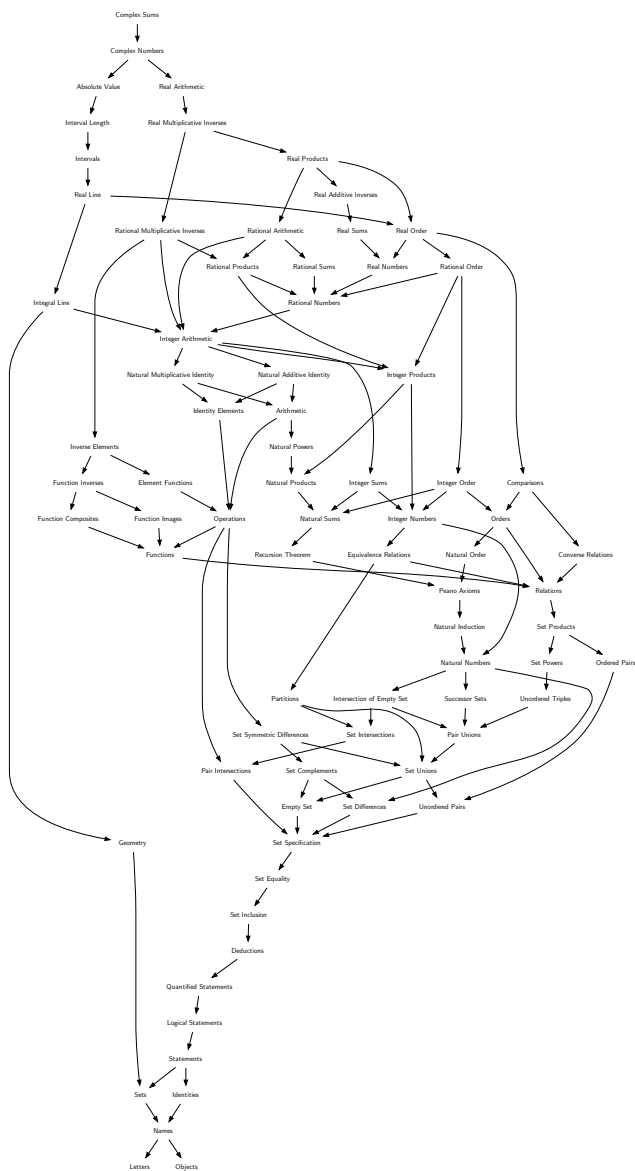 Complex Sums
Complex Numbers
Absolute Value
Real Arithmetic
Interval Length
Real Multiplicative Inverses
Intervals
Real Products
Real Line
Real Additive Inverses
Rational Multiplicative Inverses
Rational Arithmetic
Real Sums
Real Order
Rational Products
Rational Sums
Real Numbers
Rational Order
Integral Line
Rational Numbers
Integer Arithmetic
Natural Multiplicative Identity
Natural Additive Identity
Integer Products
Identity Elements
Arithmetic
Inverse Elements
Natural Powers
Function Inverses
Element Functions
Natural Products
Integer Sums
Integer Order
Comparisons
Function Composites
Function Images
Operations
Natural Sums
Integer Numbers
Orders
Functions
Recursion Theorem
Equivalence Relations
Natural Order
Converse Relations
Peano Axioms
Relations
Natural Induction
Set Products
Natural Numbers
Set Powers
Ordered Pairs
Partitions
Intersection of Empty Set
Successor Sets
Unordered Triples
Set Symmetric Differences
Set Intersections
Pair Unions
Pair Intersections
Set Complements
Set Unions
Empty Set
Set Differences
Unordered Pairs
Geometry
Set Specification
Set Equality
Set Inclusion
Deductions
Quantified Statements
Logical Statements
Statements
Sets
Identities
Names
Letters
Objects